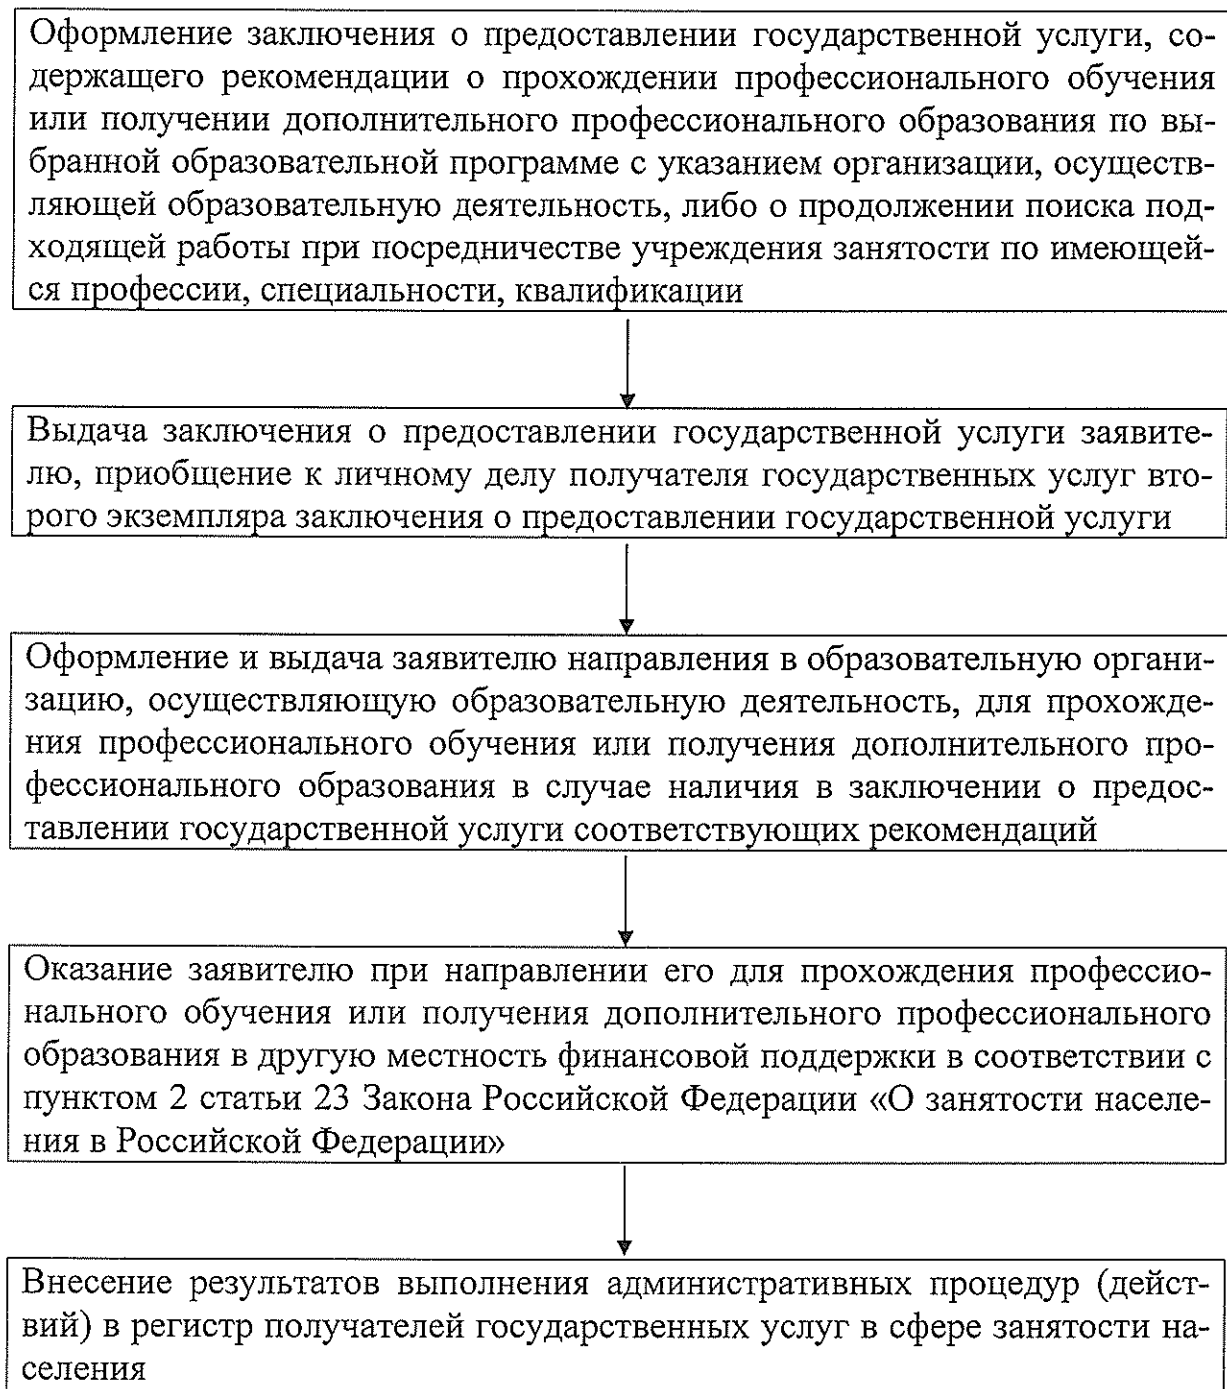 Оформление заключения о предоставлении государственной услуги, со-
держащего рекомендации о прохождении профессионального обучения
или получении дополнительного профессионального образования по вы-
бранной образовательной программе с указанием организации, осуществ-
ляющей образовательную деятельность, либо о продолжении поиска под-
ходящей работы при посредничестве учреждения занятости по имеющей-
ся профессии, специальности, квалификации
Выдача заключения о предоставлении государственной услуги заявите-
лю, приобщение к личному делу получателя государственных услуг вто-
рого экземпляра заключения о предоставлении государственной услуги
Оформление и выдача заявителю направления в образовательную органи-
зацию, осуществляющую образовательную деятельность, для прохожде-
ния профессионального обучения или получения дополнительного про-
фессионального образования в случае наличия в заключении о предос-
тавлении государственной услуги соответствующих рекомендаций
Оказание заявителю при направлении его для прохождения профессио-
нального обучения или получения дополнительного профессионального
образования в другую местность финансовой поддержки в соответствии с
пунктом 2 статьи 23 Закона Российской Федерации «О занятости населе-
ния в Российской Федерации»
Внесение результатов выполнения административных процедур (дейст-
вий) в регистр получателей государственных услуг в сфере занятости на-
селения